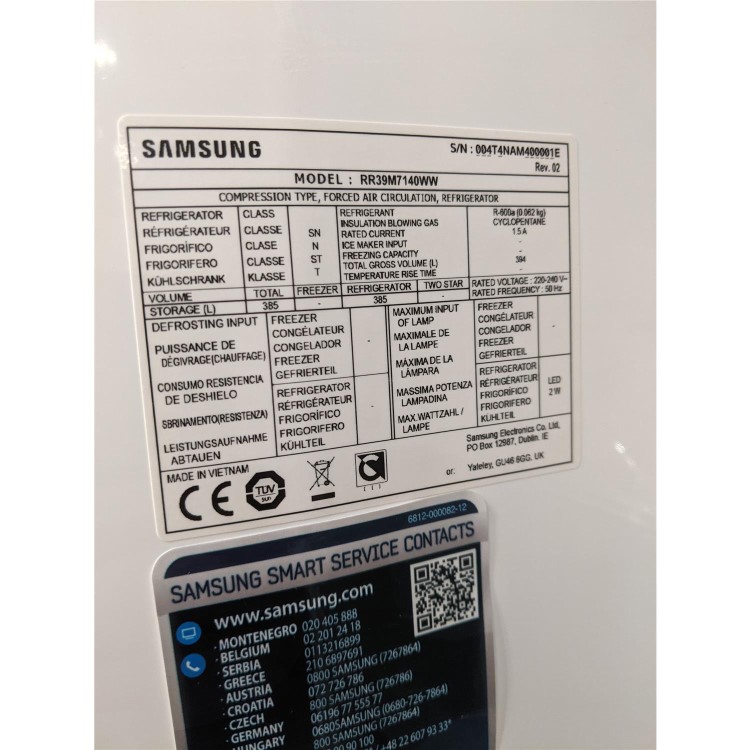 SAMSUNG
S/N : 004T4NAM400001E
Rev. 02
MODEL : RR39M7140WW
COMPRESSION TYPE, FORCED AIR CIRCULATION, REFRIGERATOR
REFRIGERATOR CLASS REFRIGERANT R-600a (0.062 kg)
RÉFRIGÉRATEUR CLASSE SN INSULATION BLOWING GAS CYCLOPENTANE
FRIGORÍFICO CLASE N RATED CURRENT 1.5 A
FRIGORIFERO CLASSE ST ICE MAKER INPUT -
KÜHLSCHRANK KLASSE T FREEZING CAPACITY -
TOTAL GROSS VOLUME (L) 394
TEMPERATURE RISE TIME -
VOLUME TOTAL FREEZER REFRIGERATOR TWO STAR RATED VOLTAGE : 220-240 V~
STORAGE (L) 385 - 385 - RATED FREQUENCY : 50 Hz
DEFROSTING INPUT
PUISSANCE DE
DÉGIVRAGE(CHAUFFAGE)
CONSUMO RESISTENCIA
DE DESHIELO
SBRINAMENTO(RESISTENZA)
LEISTUNGSAUFNAHME
ABTAUEN
FREEZER
CONGÉLATEUR
CONGELADOR -
FREEZER
GEFRIERTEIL
REFRIGERATOR
RÉFRIGÉRATEUR
FRIGORÍFICO -
FRIGORIFERO
KÜHLTEIL
MAXIMUM INPUT
OF LAMP
MAXIMALE DE
LA LAMPE
MÁXIMA DE LA
LÁMPARA
MASSIMA POTENZA
LAMPADINA
MAX.WATTZAHL /
LAMPE
FREEZER
CONGÉLATEUR
CONGELADOR -
FREEZER
GEFRIERTEIL
REFRIGERATOR
RÉFRIGÉRATEUR LED
FRIGORÍFICO 2 W
FRIGORIFERO
KÜHLTEIL
Samsung Electronics Co. Ltd,
PO Box 12987, Dublin. IE
or. Yateley, GU46 6GG. UK
MADE IN VIETNAM
CE
TÜV
SUD
6812-000082-12
SAMSUNG SMART SERVICE CONTACTS
www.samsung.com
MONTENEGRO 020 405 888
BELGIUM 02 201 24 18
SERBIA 0113216899
GREECE 210 6897691
AUSTRIA 0800 SAMSUNG (7267864)
CROATIA 072 726 786
CZECH 800 SAMSUNG (726786)
GERMANY 06196 77 555 77
HUNGARY 0680SAMSUNG (0680-726-7864)
800 SAMSUNG (7267864)